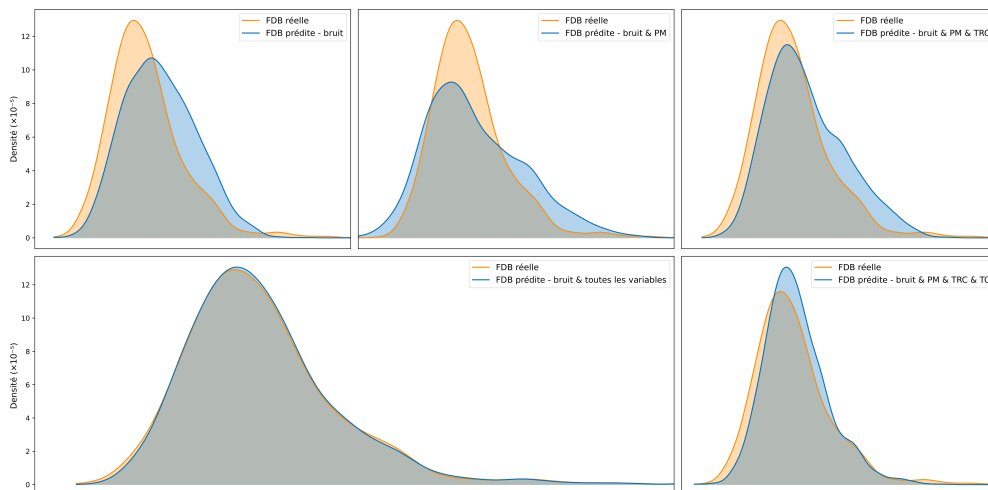 FDB réelle
FDB prédite - bruit
FDB réelle
FDB prédite - bruit & PM
FDB réelle
FDB prédite - bruit & PM & TRC
Densité (×10⁻⁵)
12
10
8
6
4
2
0
FDB réelle
FDB prédite - bruit & toutes les variables
FDB réelle
FDB prédite - bruit & PM & TRC &
Densité (×10⁻⁵)
12
10
8
6
4
2
0